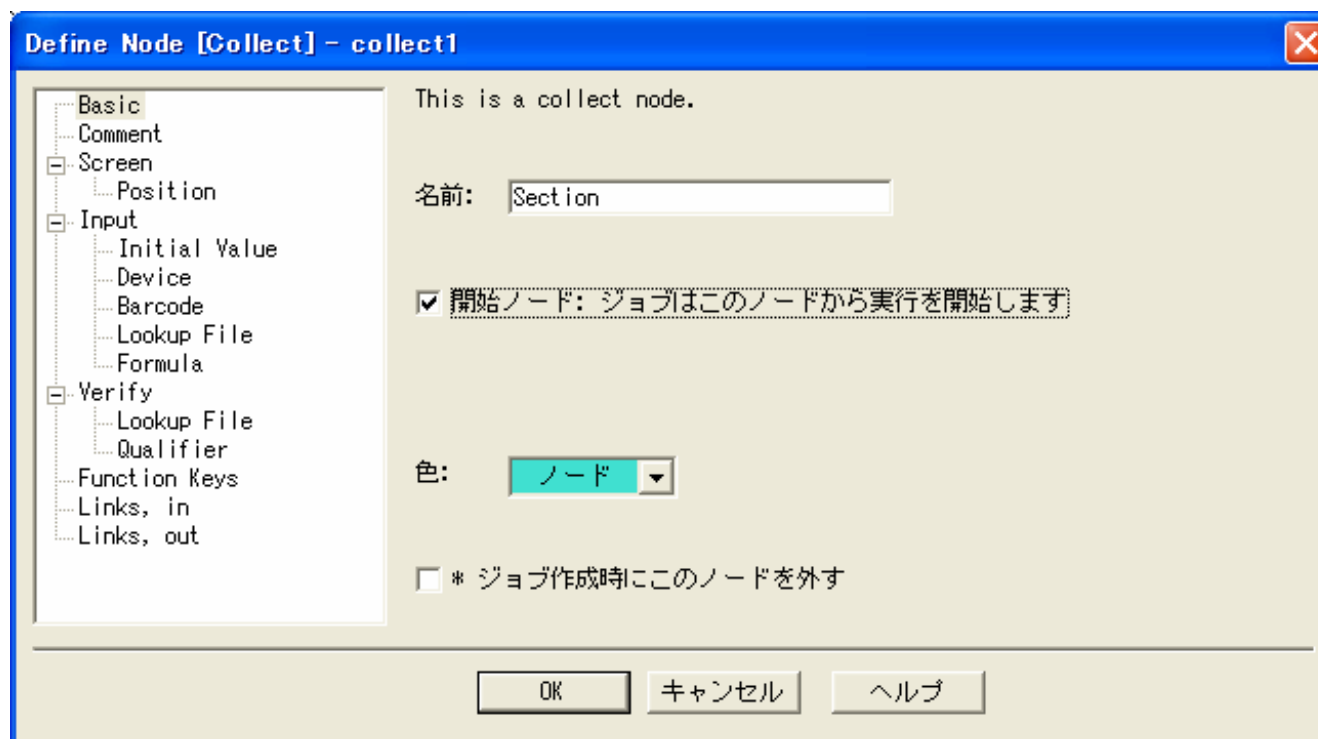 Define Node [Collect] - collect1
Basic
Comment
Screen
Position
Input
Initial Value
Device
Barcode
Lookup File
Formula
Verify
Lookup File
Qualifier
Function Keys
Links, in
Links, out
This is a collect node.
名前: Section
開始ノード: ジョブはこのノードから実行を開始します
色: ノード
* ジョブ作成時にこのノードを外す
OK キャンセル ヘルプ